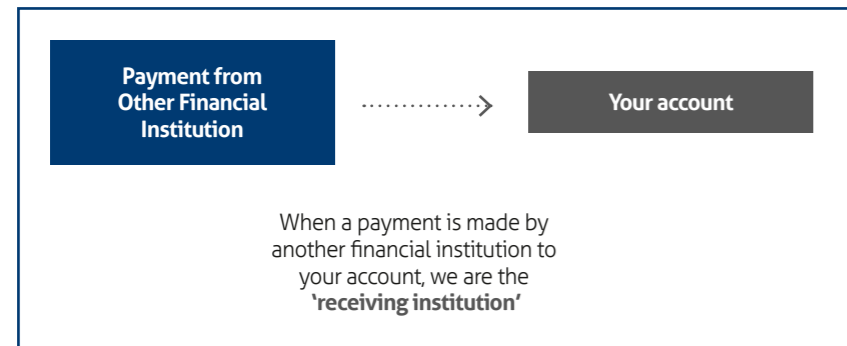 Payment from
Other Financial
Institution
Your account
When a payment is made by
another financial institution to
your account, we are the
‘receiving institution’